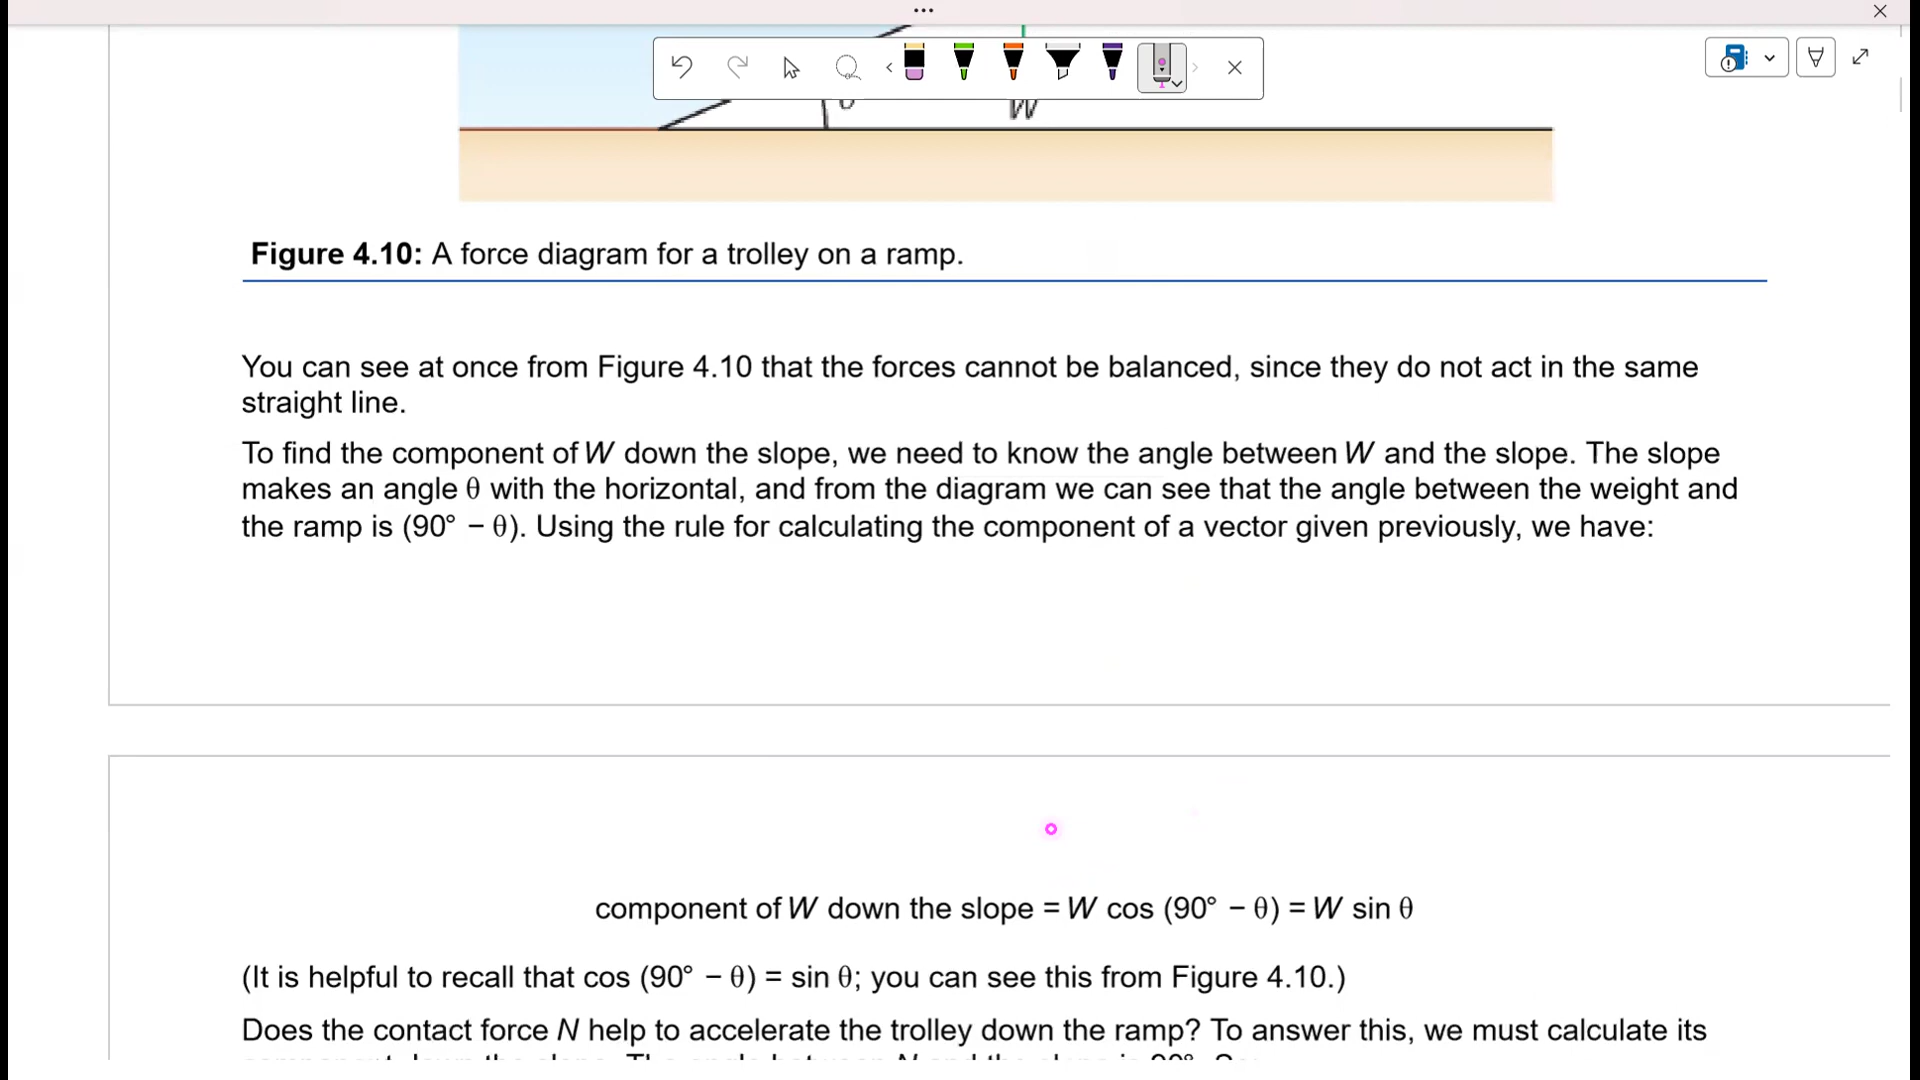 W
Figure 4.10: A force diagram for a trolley on a ramp.
You can see at once from Figure 4.10 that the forces cannot be balanced, since they do not act in the same
straight line.
To find the component of W down the slope, we need to know the angle between W and the slope. The slope
makes an angle θ with the horizontal, and from the diagram we can see that the angle between the weight and
the ramp is (90° − θ). Using the rule for calculating the component of a vector given previously, we have:
component of W down the slope = W cos (90° − θ) = W sin θ
(It is helpful to recall that cos (90° − θ) = sin θ; you can see this from Figure 4.10.)
Does the contact force N help to accelerate the trolley down the ramp? To answer this, we must calculate its